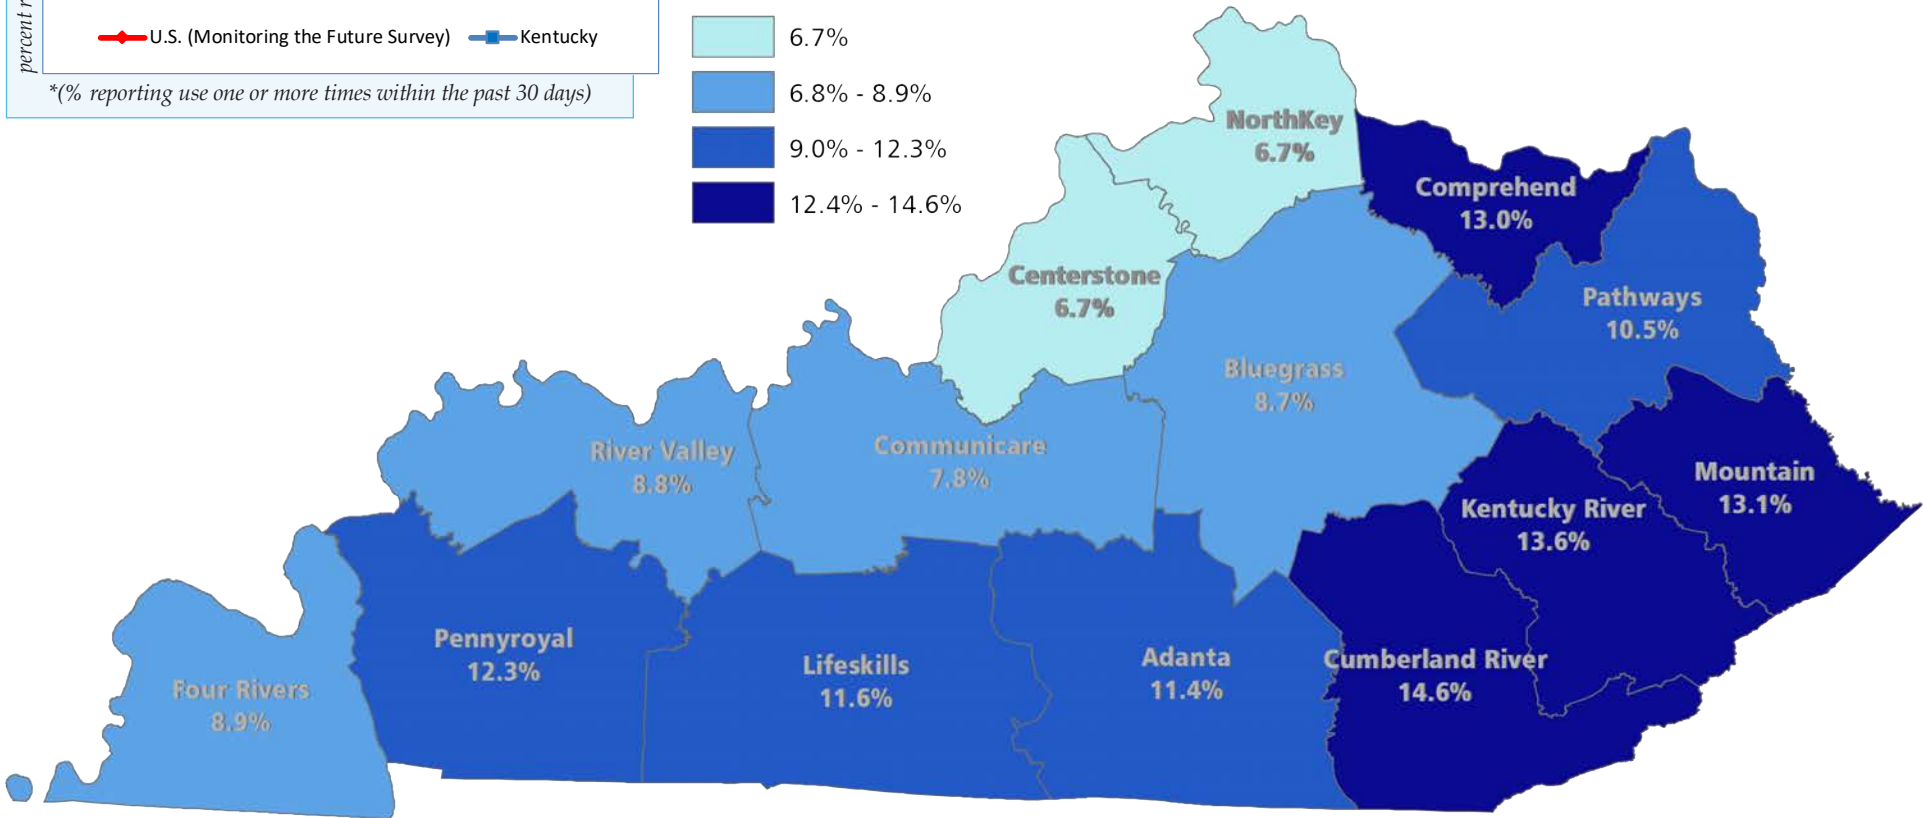 percent r
U.S. (Monitoring the Future Survey)
Kentucky
*(% reporting use one or more times within the past 30 days)
6.7%
6.8% - 8.9%
9.0% - 12.3%
12.4% - 14.6%
NorthKey
6.7%
Comprehend
13.0%
Centerstone
6.7%
Pathways
10.5%
Bluegrass
8.7%
River Valley
8.8%
Communicare
7.8%
Mountain
13.1%
Kentucky River
13.6%
Pennyroyal
12.3%
Lifeskills
11.6%
Adanta
11.4%
Cumberland River
14.6%
Four Rivers
8.9%